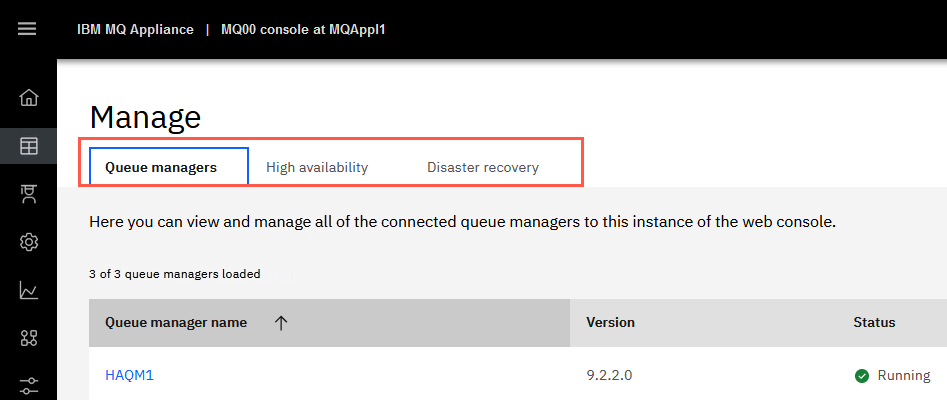 IBM MQ Appliance | MQ00 console at MQAppl1
Manage
Queue managers High availability Disaster recovery
Here you can view and manage all of the connected queue managers to this instance of the web console.
3 of 3 queue managers loaded
Queue manager name Version Status
HAQM1 9.2.2.0 Running